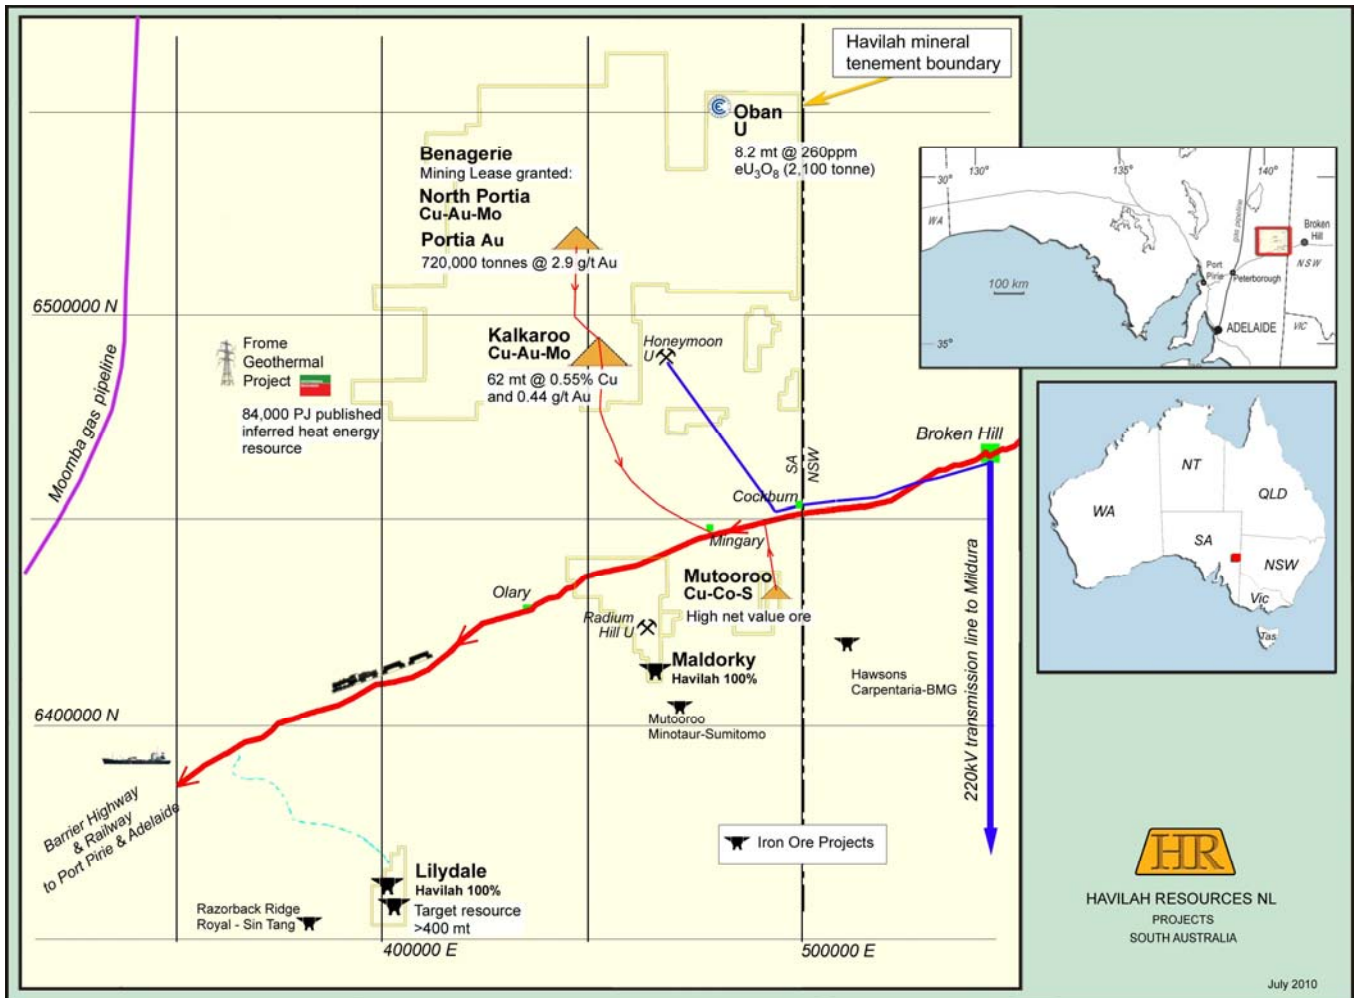 Havilah mineral
tenement boundary
Oban
U
8.2 mt @ 260ppm
eU₃O₈ (2,100 tonne)
Benagerie
Mining Lease granted:
North Portia
Cu-Au-Mo
Portia Au
720,000 tonnes @ 2.9 g/t Au
6500000 N
Moomba gas pipeline
Frome
Geothermal
Project
84,000 PJ published
inferred heat energy
resource
Kalkaroo
Cu-Au-Mo
62 mt @ 0.55% Cu
and 0.44 g/t Au
Honeymoon
U
SA
NSW
Broken Hill
Cockburn
Mingary
Olary
Mutooroo
Cu-Co-S
High net value ore
Radium
Hill U
Maldorky
Havilah 100%
Mutooroo
Minotaur-Sumitomo
Hawsons
Carpentaria-BMG
220kV transmission line to Mildura
6400000 N
Barrier Highway
& Railway
to Port Pirie & Adelaide
Iron Ore Projects
Lilydale
Havilah 100%
Target resource
>400 mt
Razorback Ridge
Royal - Sin Tang
400000 E
500000 E
130°
135°
140°
30°
WA
gas pipeline
Broken
Hill
NSW
Port
Pirie
Peterborough
100 km
ADELAIDE
VIC
35°
NT
QLD
WA
SA
NSW
Vic
Tas
HR
HAVILAH RESOURCES NL
PROJECTS
SOUTH AUSTRALIA
July 2010